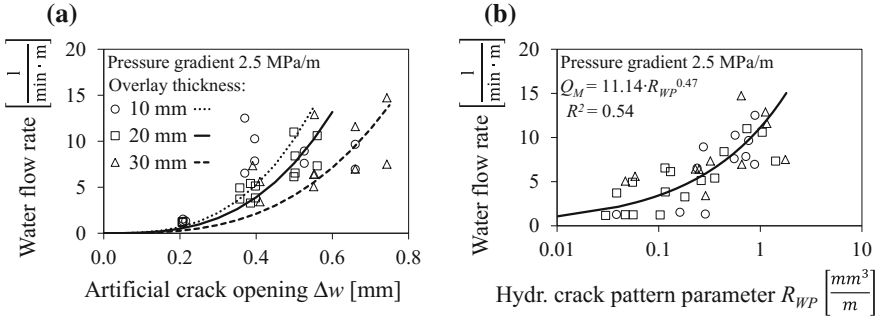 (a)
Water flow rate [l/(min · m)]
20
15
10
5
0
0.0 0.2 0.4 0.6 0.8
Pressure gradient 2.5 MPa/m
Overlay thickness:
10 mm
20 mm
30 mm
Artificial crack opening Δw [mm]
(b)
Water flow rate [l/(min · m)]
20
15
10
5
0
0.01 0.1 1 10
Pressure gradient 2.5 MPa/m
Q_M = 11.14·R_WP^0.47
R² = 0.54
Hydr. crack pattern parameter R_WP [mm³/m]